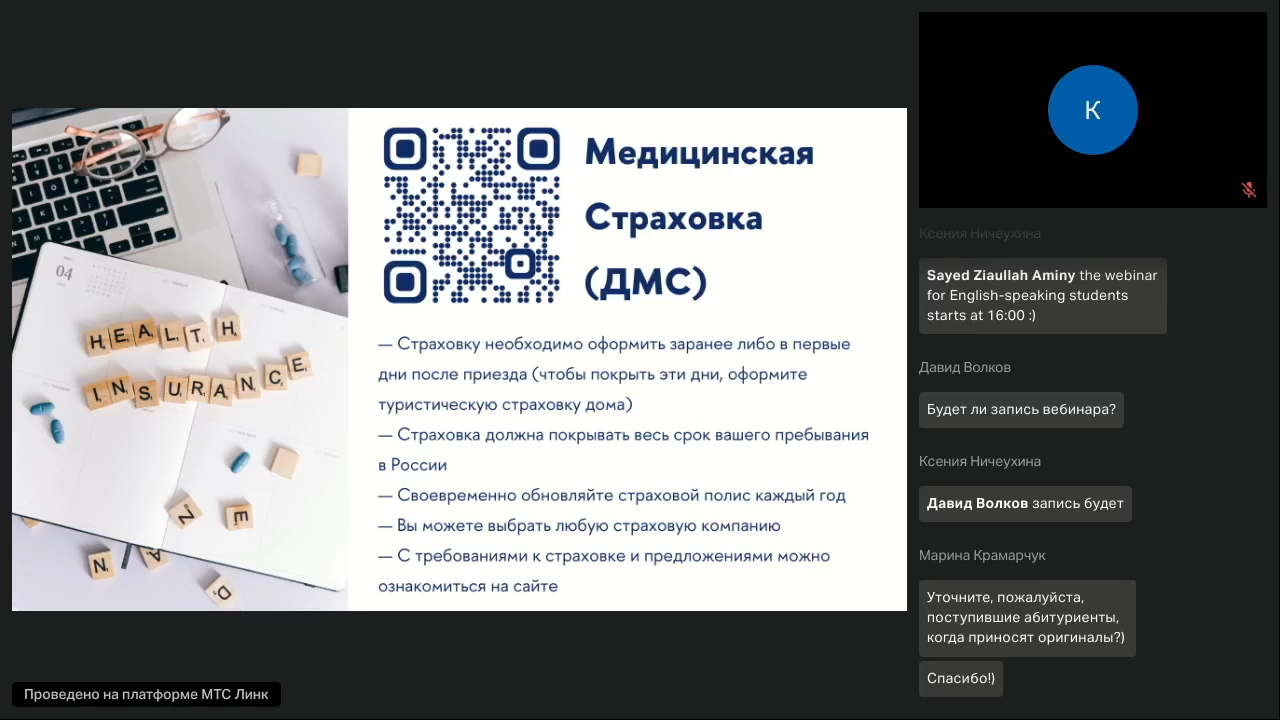 Медицинская
Страховка
(ДМС)
— Страховку необходимо оформить заранее либо в первые
дни после приезда (чтобы покрыть эти дни, оформите
туристическую страховку дома)
— Страховка должна покрывать весь срок вашего пребывания
в России
— Своевременно обновляйте страховой полис каждый год
— Вы можете выбрать любую страховую компанию
— С требованиями к страховке и предложениями можно
ознакомиться на сайте
04
HEALTH
INSURANCE
Z
E
N
A
D
Проведено на платформе МТС Линк
К
Ксения Ничеухина
Sayed Ziaullah Aminy the webinar
for English-speaking students
starts at 16:00 :)
Давид Волков
Будет ли запись вебинара?
Ксения Ничеухина
Давид Волков запись будет
Марина Крамарчук
Уточните, пожалуйста,
поступившие абитуриенты,
когда приносят оригиналы?)
Спасибо!)